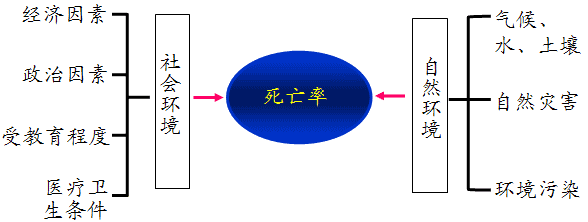 经济因素
政治因素
受教育程度
医疗卫
生条件
社会环境
死亡率
自然环境
气候、
水、土壤
自然灾害
环境污染